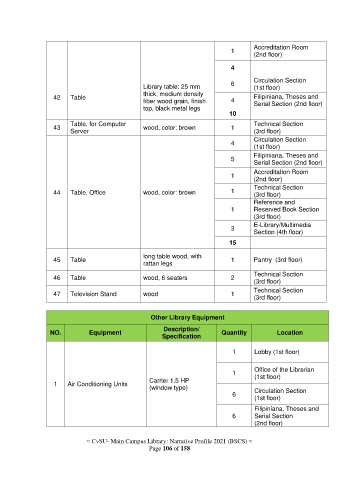 1 Accreditation Room
(2nd floor)
4
42 Table Library table: 25 mm
thick, medium density
fiber wood grain, finish
top, black metal legs
6 Circulation Section
(1st floor)
4 Filipiniana, Theses and
Serial Section (2nd floor)
10
43 Table, for Computer
Server
wood, color: brown 1 Technical Section
(3rd floor)
44 Table, Office wood, color: brown
4 Circulation Section
(1st floor)
5 Filipiniana, Theses and
Serial Section (2nd floor)
1 Accreditation Room
(2nd floor)
1 Technical Section
(3rd floor)
1 Reference and
Reserved Book Section
(3rd floor)
3 E-Library/Multimedia
Section (4th floor)
15
45 Table long table wood, with
rattan legs
1 Pantry (3rd floor)
46 Table wood, 6 seaters 2 Technical Section
(3rd floor)
47 Television Stand wood 1 Technical Section
(3rd floor)
Other Library Equipment
NO. Equipment Description/
Specification
Quantity Location
1 Air Conditioning Units Carrier 1.5 HP
(window type)
1 Lobby (1st floor)
1 Office of the Librarian
(1st floor)
6 Circulation Section
(1st floor)
6 Filipiniana, Theses and
Serial Section
(2nd floor)
= CvSU- Main Campus Library: Narrative Profile 2021 (BSCS) =
Page 106 of 158